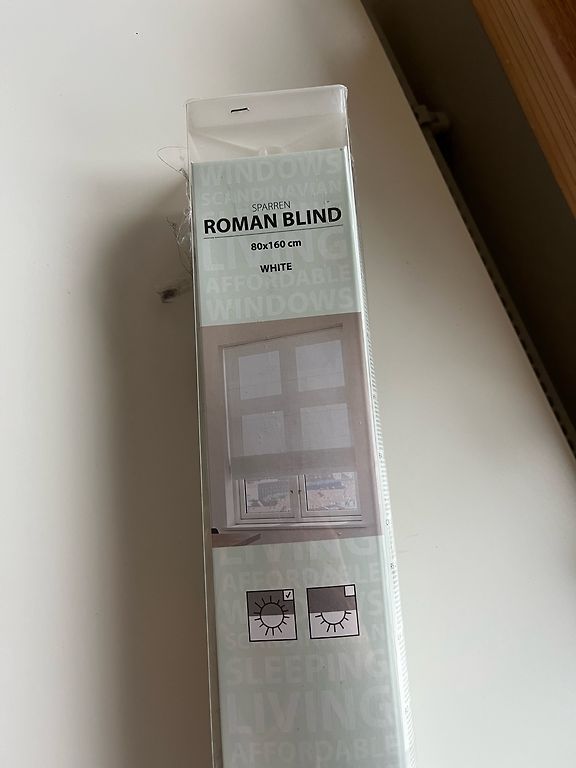 WINDOWS
SCANDINAVIAN
SPARREN
ROMAN BLIND
80x160 cm
LIVING
WHITE
AFFORDABLE
WINDOWS
LIVING
AFFORDABLE
SLEEPING
LIVING
AFFORDABLE